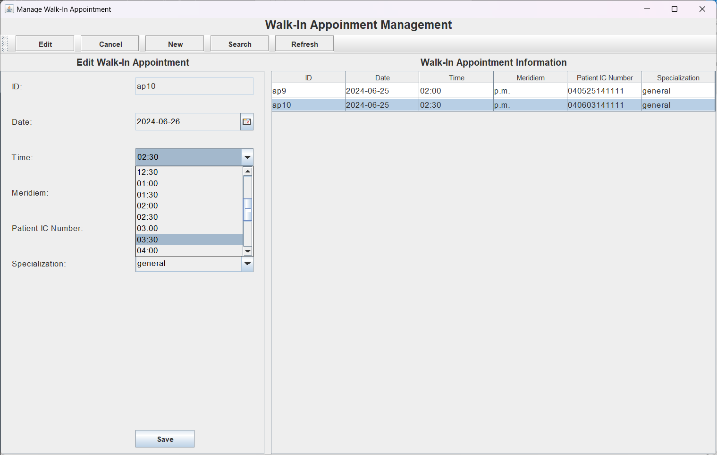 Manage Walk-In Appointment
Walk-In Appoinment Management
Edit Cancel New Search Refresh
Edit Walk-In Appointment
ID: ap10
Date: 2024-06-26
Time: 02:30
12:30
01:00
01:30
Meridiem:
02:00
02:30
Patient IC Number:
03:00
03:30
04:00
Specialization: general
Save
Walk-In Appointment Information
ID Date Time Meridiem Patient IC Number Specialization
ap9 2024-06-25 02:00 p.m. 040525141111 general
ap10 2024-06-25 02:30 p.m. 040603141111 general